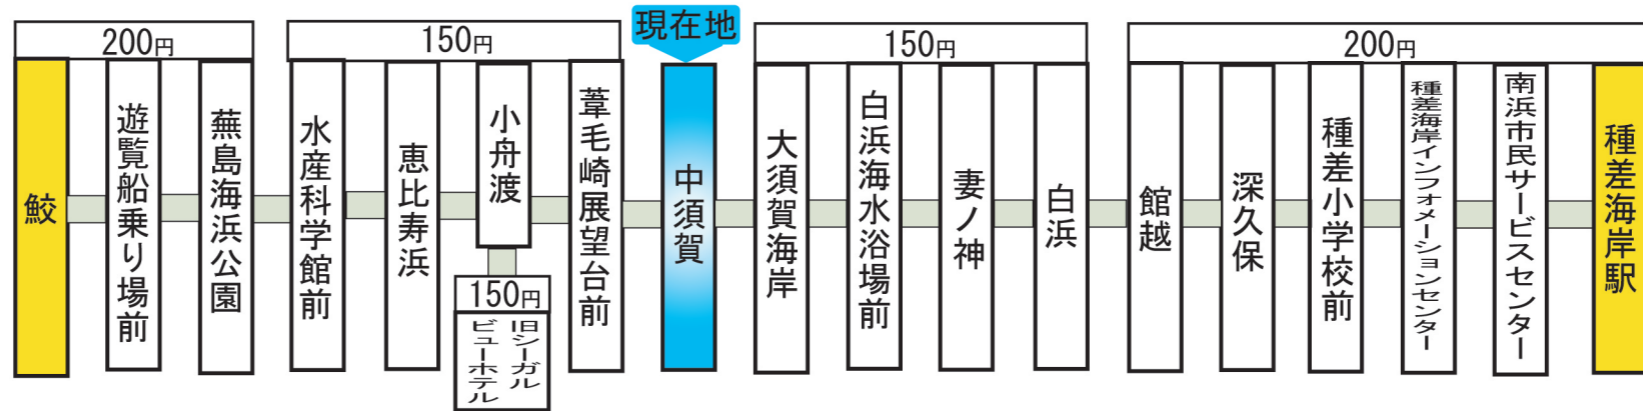 200円
150円
現在地
150円
200円
鮫
遊覧船乗り場前
蕪島海浜公園
水産科学館前
恵比寿浜
小舟渡
150円
旧シーガル
ビューホテル
葦毛崎展望台前
中須賀
大須賀海岸
白浜海水浴場前
妻ノ神
白浜
館越
深久保
種差小学校前
種差海岸インフォメーションセンター
南浜市民サービスセンター
種差海岸駅